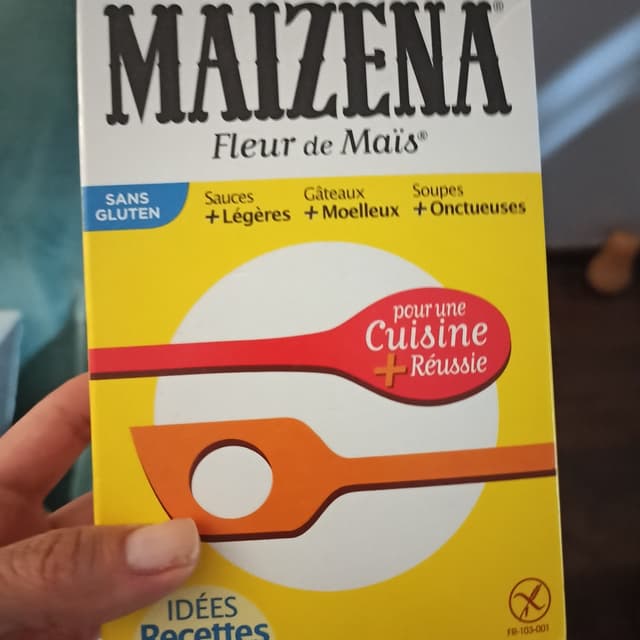 MAIZENA®
Fleur de Maïs®
SANS
GLUTEN
Sauces
+Légères
Gâteaux
+Moelleux
Soupes
+Onctueuses
pour une
Cuisine
+Réussie
IDÉES
Recettes
FR-103-001